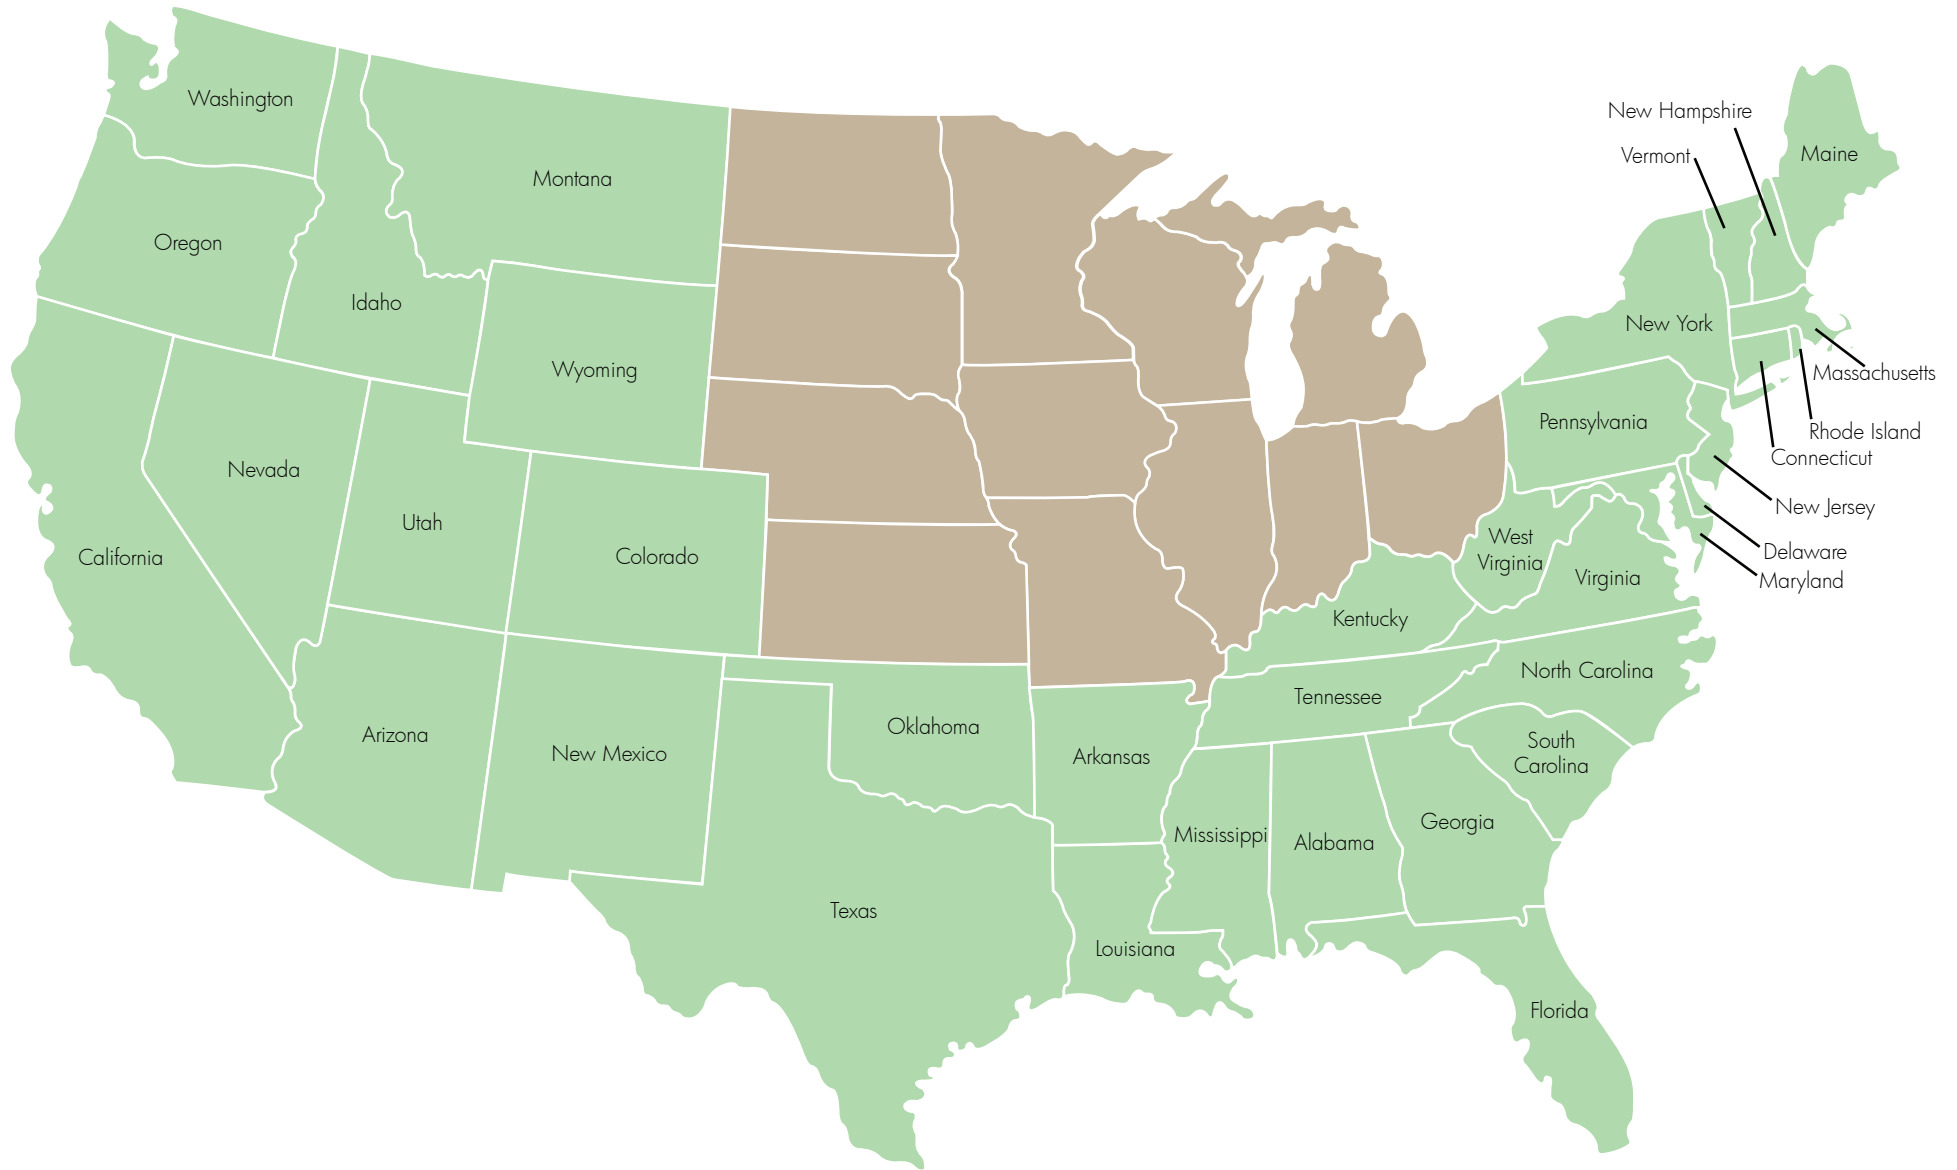 Washington
New Hampshire
Vermont
Maine
Montana
Oregon
Idaho
New York
Wyoming
Massachusetts
Pennsylvania
Rhode Island
Connecticut
Nevada
New Jersey
Utah
West
Virginia
Delaware
California
Colorado
Virginia
Maryland
Kentucky
North Carolina
Tennessee
Oklahoma
Arizona
New Mexico
South
Carolina
Arkansas
Georgia
Mississippi
Alabama
Texas
Louisiana
Florida